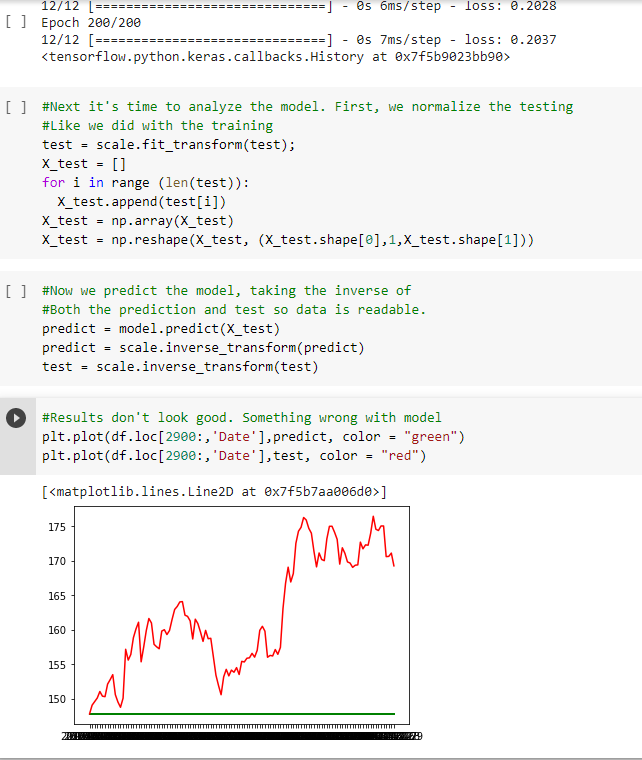 12/12 [==============================] - 0s 6ms/step - loss: 0.2028
[ ] Epoch 200/200
12/12 [==============================] - 0s 7ms/step - loss: 0.2037
<tensorflow.python.keras.callbacks.History at 0x7f5b9023bb90>
[ ] #Next it's time to analyze the model. First, we normalize the testing
#Like we did with the training
test = scale.fit_transform(test);
X_test = []
for i in range (len(test)):
  X_test.append(test[i])
X_test = np.array(X_test)
X_test = np.reshape(X_test, (X_test.shape[0],1,X_test.shape[1]))
[ ] #Now we predict the model, taking the inverse of
#Both the prediction and test so data is readable.
predict = model.predict(X_test)
predict = scale.inverse_transform(predict)
test = scale.inverse_transform(test)
#Results don't look good. Something wrong with model
plt.plot(df.loc[2900:,'Date'],predict, color = "green")
plt.plot(df.loc[2900:,'Date'],test, color = "red")
[<matplotlib.lines.Line2D at 0x7f5b7aa006d0>]
175
170
165
160
155
150